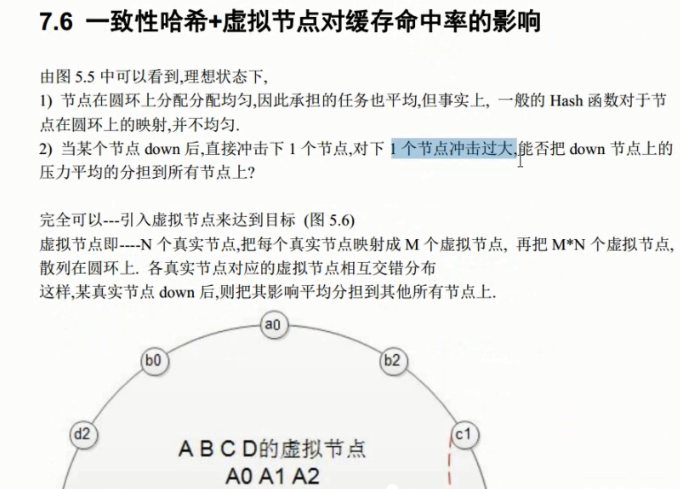 7.6 一致性哈希+虚拟节点对缓存命中率的影响
由图 5.5 中可以看到,理想状态下,
1) 节点在圆环上分配分配均匀,因此承担的任务也平均,但事实上, 一般的 Hash 函数对于节
点在圆环上的映射,并不均匀.
2) 当某个节点 down 后,直接冲击下 1 个节点,对下 1 个节点冲击过大,能否把 down 节点上的
压力平均的分担到所有节点上?
完全可以---引入虚拟节点来达到目标 (图 5.6)
虚拟节点即----N 个真实节点,把每个真实节点映射成 M 个虚拟节点, 再把 M*N 个虚拟节点,
散列在圆环上. 各真实节点对应的虚拟节点相互交错分布
这样,某真实节点 down 后,则把其影响平均分担到其他所有节点上.
a0
b0
b2
d2
c1
A B C D的虚拟节点
A0 A1 A2